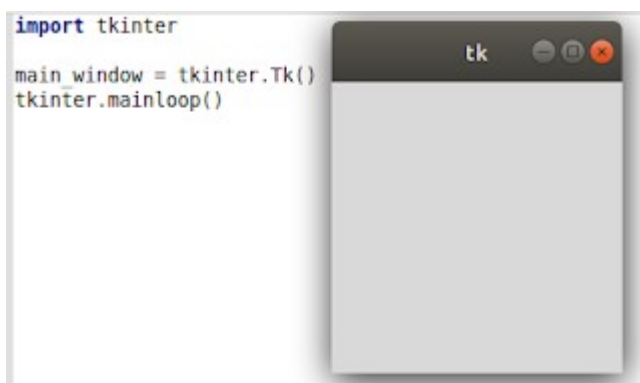 import tkinter
main_window = tkinter.Tk()
tkinter.mainloop()
tk